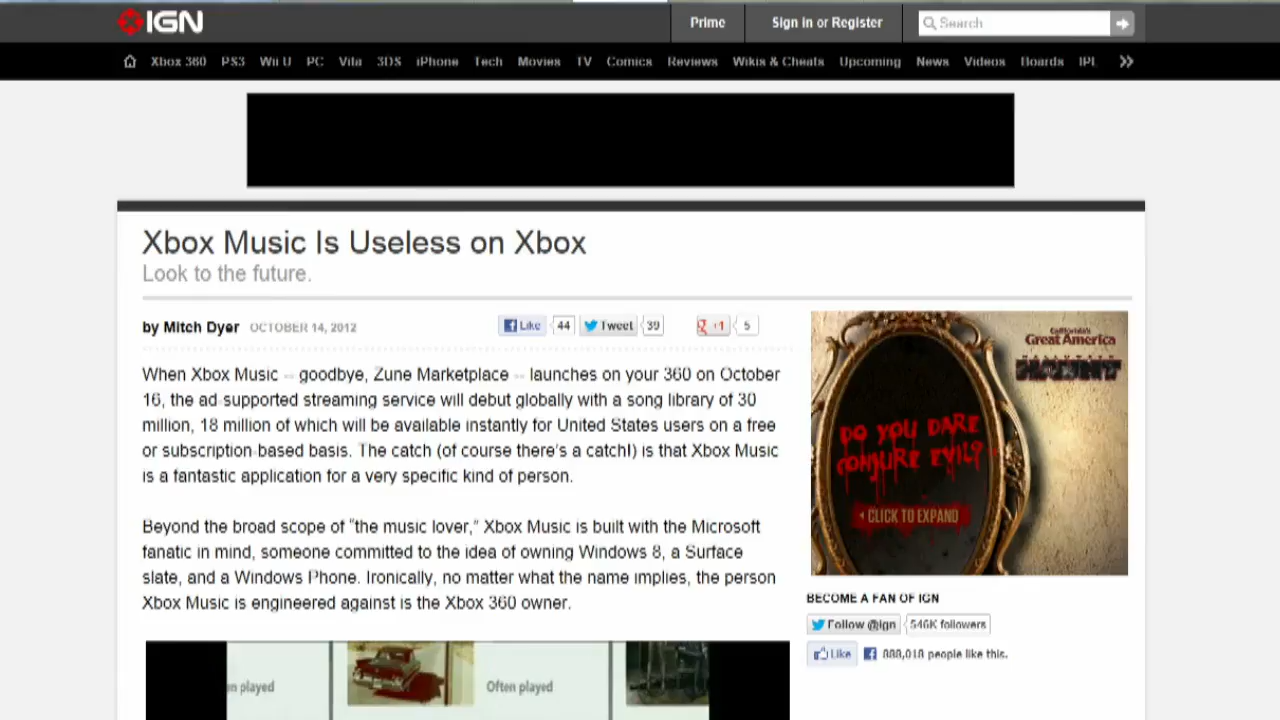 IGN
Prime
Sign in or Register
Search
Xbox 360 PS3 Wii U PC Vita 3DS iPhone Tech Movies TV Comics Reviews Wikis & Cheats Upcoming News Videos Boards IPL
Xbox Music Is Useless on Xbox
Look to the future.
by Mitch Dyer OCTOBER 14, 2012
Like 44 Tweet 39 +1 5
When Xbox Music -- goodbye, Zune Marketplace -- launches on your 360 on October
16, the ad-supported streaming service will debut globally with a song library of 30
million, 18 million of which will be available instantly for United States users on a free
or subscription-based basis. The catch (of course there's a catch!) is that Xbox Music
is a fantastic application for a very specific kind of person.
Beyond the broad scope of "the music lover," Xbox Music is built with the Microsoft
fanatic in mind, someone committed to the idea of owning Windows 8, a Surface
slate, and a Windows Phone. Ironically, no matter what the name implies, the person
Xbox Music is engineered against is the Xbox 360 owner.
en played
Often played
California's
Great America
HAUNT
DO YOU DARE
CONJURE EVIL?
CLICK TO EXPAND
BECOME A FAN OF IGN
Follow @ign 546K followers
Like 888,018 people like this.